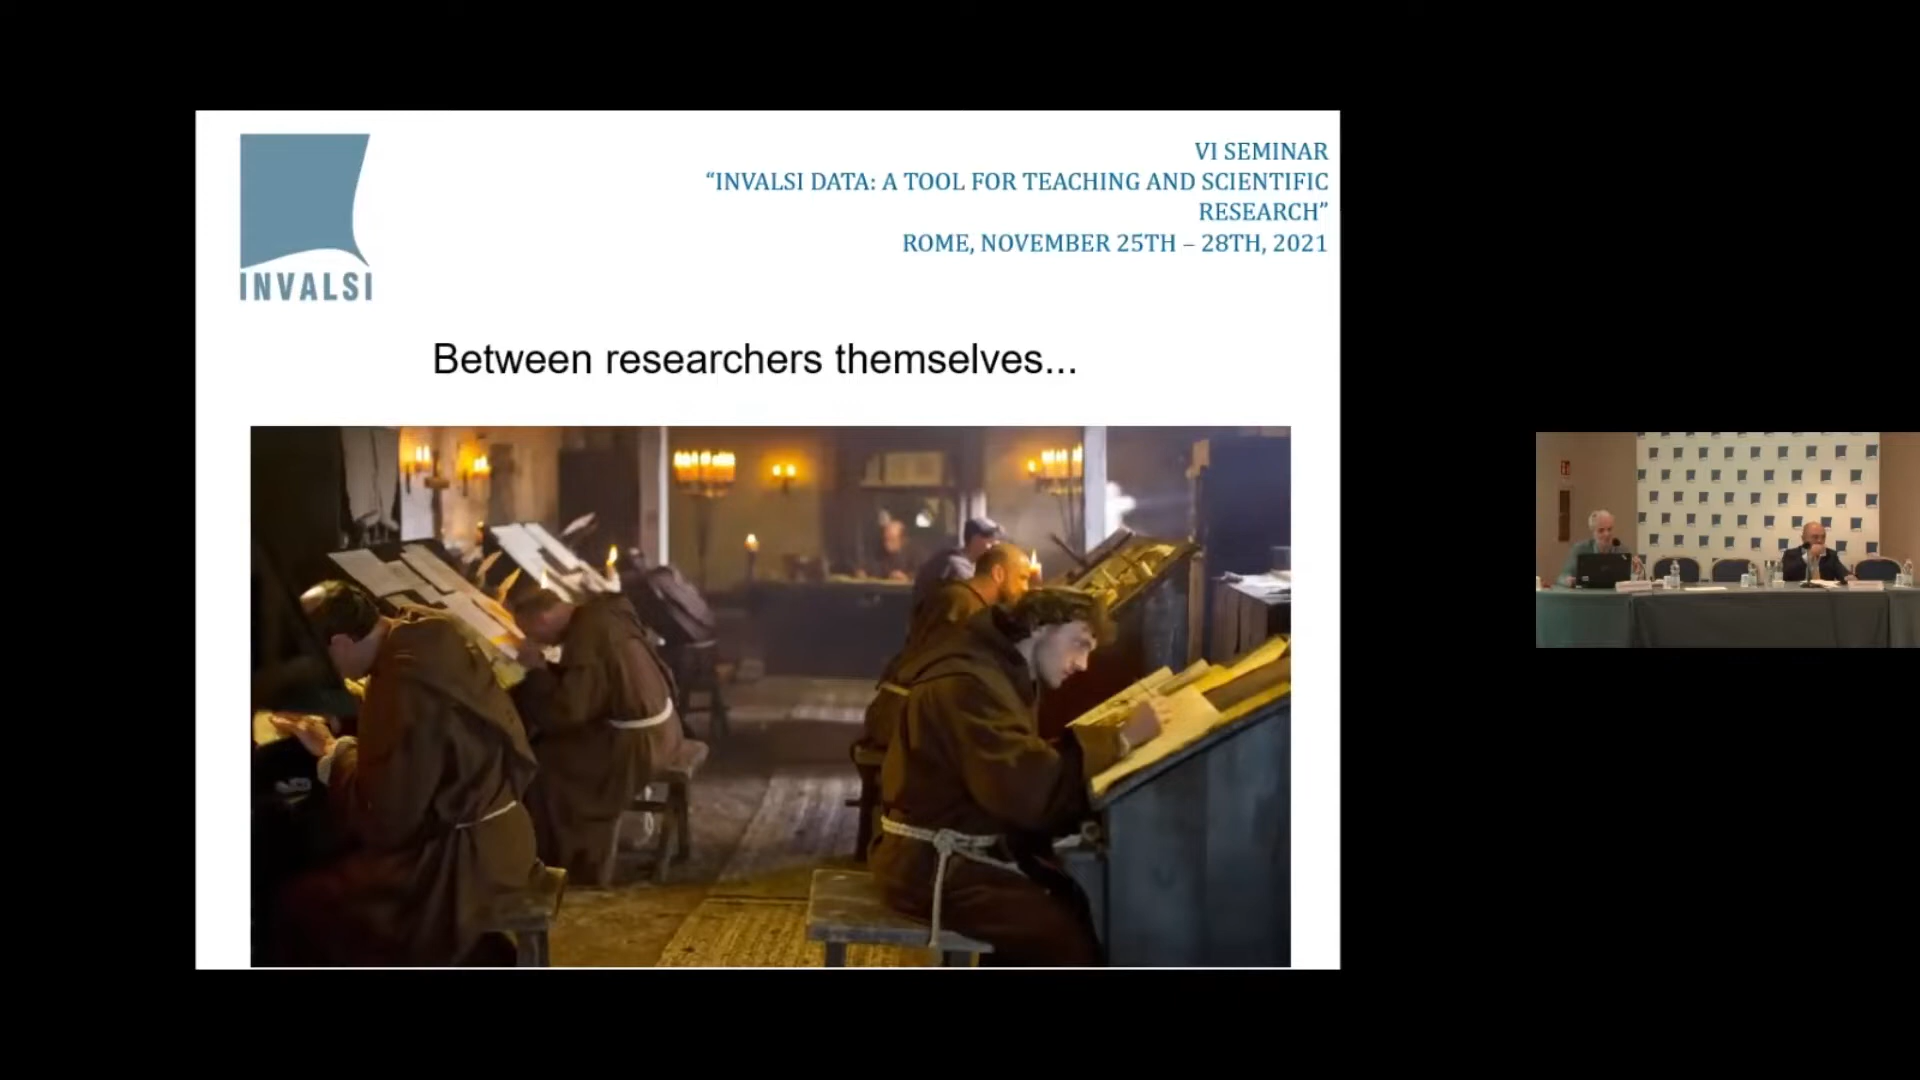 INVALSI
VI SEMINAR
“INVALSI DATA: A TOOL FOR TEACHING AND SCIENTIFIC
RESEARCH”
ROME, NOVEMBER 25TH – 28TH, 2021
Between researchers themselves...